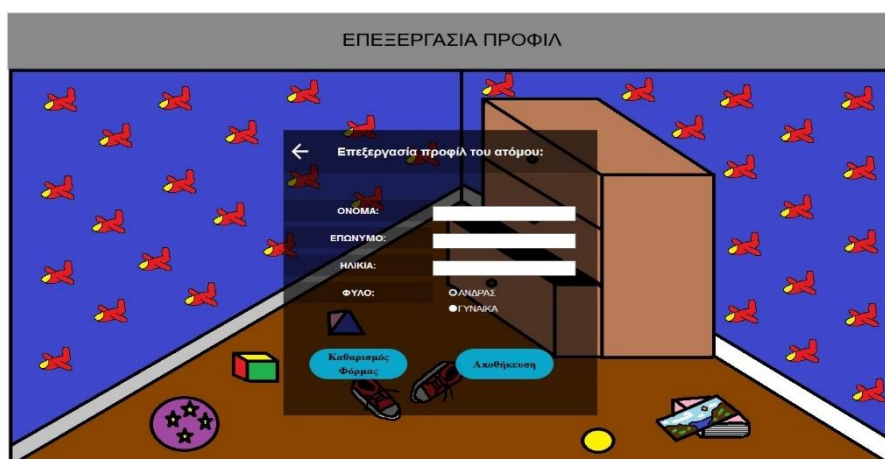 ΕΠΕΞΕΡΓΑΣΙΑ ΠΡΟΦΙΛ
Επεξεργασία προφίλ του ατόμου:
ΟΝΟΜΑ:
ΕΠΩΝΥΜΟ:
ΗΛΙΚΙΑ:
ΦΥΛΟ:
ΑΝΔΡΑΣ
ΓΥΝΑΙΚΑ
Καθαρισμός
Φόρμας
Αποθήκευση